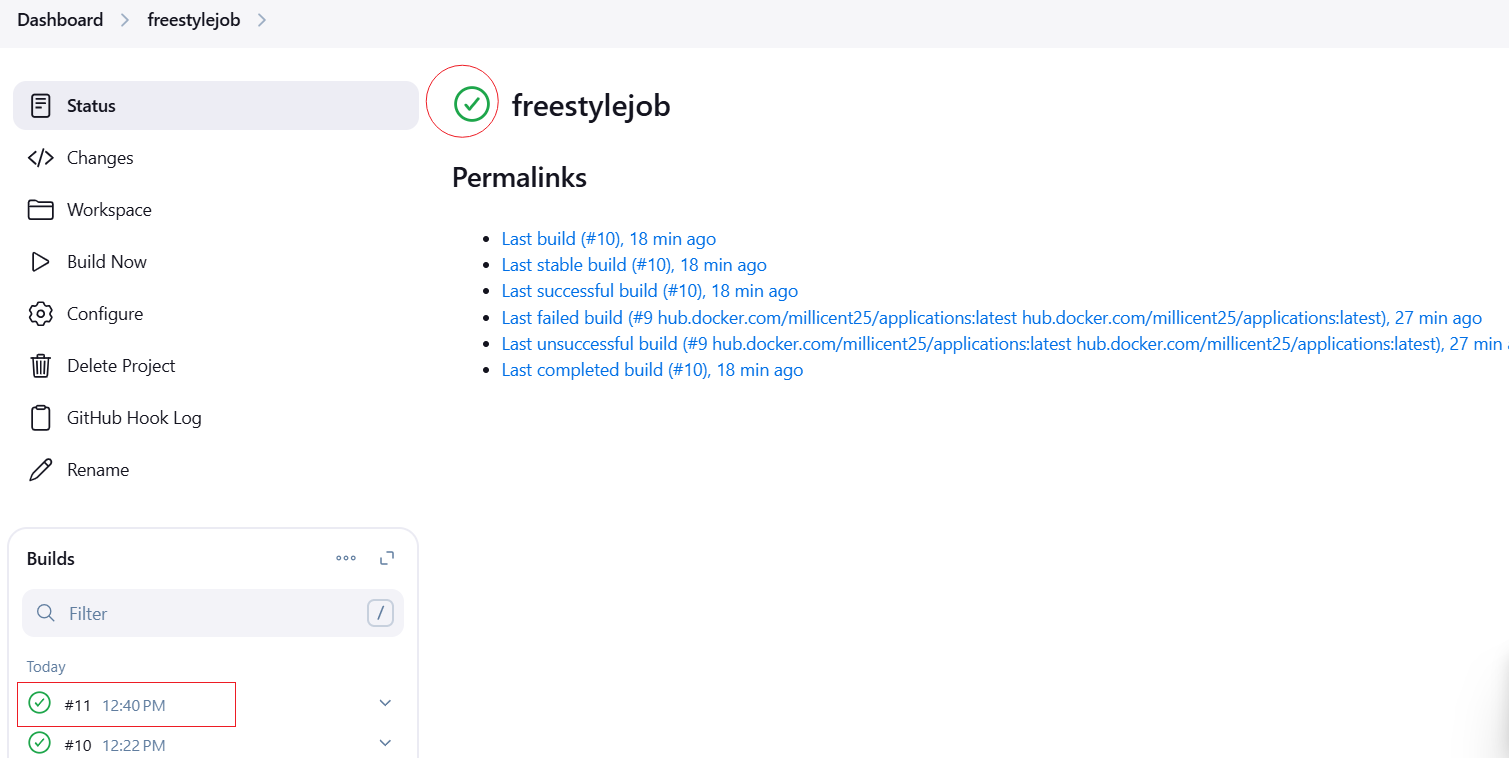 Dashboard > freestylejob >
Status
Changes
Workspace
Build Now
Configure
Delete Project
GitHub Hook Log
Rename
freestylejob
Permalinks
Last build (#10), 18 min ago
Last stable build (#10), 18 min ago
Last successful build (#10), 18 min ago
Last failed build (#9 hub.docker.com/millicent25/applications:latest hub.docker.com/millicent25/applications:latest), 27 min ago
Last unsuccessful build (#9 hub.docker.com/millicent25/applications:latest hub.docker.com/millicent25/applications:latest), 27 min
Last completed build (#10), 18 min ago
Builds
Filter /
Today
#11 12:40 PM
#10 12:22 PM